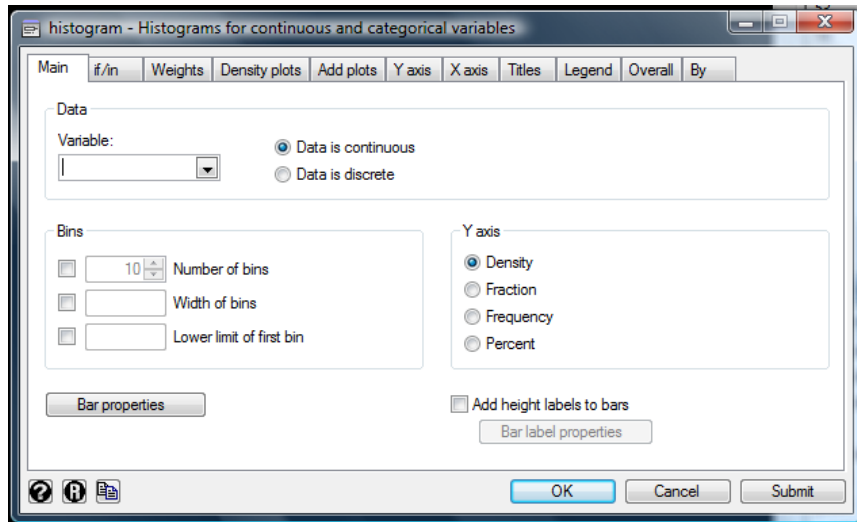 histogram - Histograms for continuous and categorical variables
Main if/in Weights Density plots Add plots Y axis X axis Titles Legend Overall By
Data
Variable:
Data is continuous
Data is discrete
Bins
10 Number of bins
Width of bins
Lower limit of first bin
Y axis
Density
Fraction
Frequency
Percent
Bar properties
Add height labels to bars
Bar label properties
? R
OK Cancel Submit